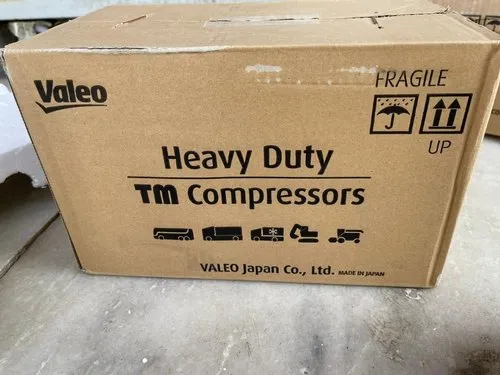 Valeo
FRAGILE
UP
Heavy Duty
TM Compressors
VALEO Japan Co., Ltd. MADE IN JAPAN